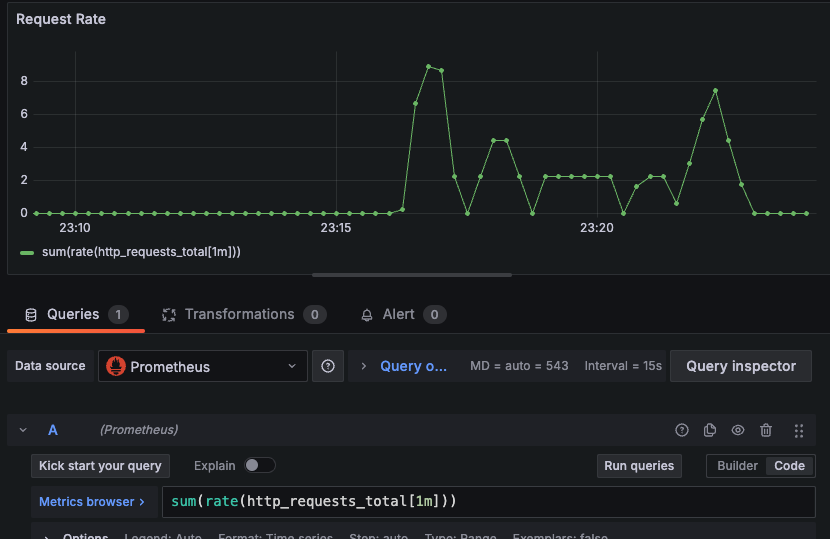 Request Rate
8
6
4
2
0
23:10 23:15 23:20
sum(rate(http_requests_total[1m]))
Queries 1 Transformations 0 Alert 0
Data source Prometheus Query o... MD = auto = 543 Interval = 15s Query inspector
A (Prometheus)
Kick start your query Explain Run queries Builder Code
Metrics browser > sum(rate(http_requests_total[1m]))
Options Legend: Auto Format: Time series Step: auto Type: Range Exemplars: false